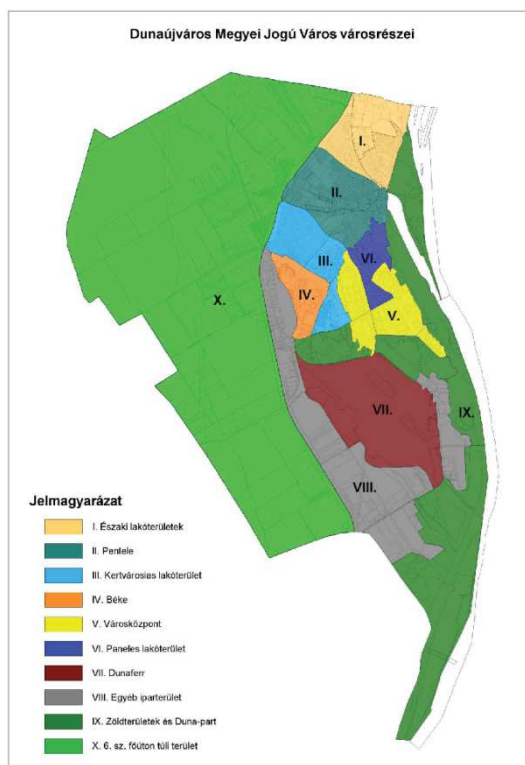 Dunaújváros Megyei Jogú Város városrészei
I.
II.
III.
VI.
IV.
X.
V.
VII.
IX.
VIII.
Jelmagyarázat
I. Északi lakóterületek
II. Pentele
III. Kertvárosias lakóterület
IV. Béke
V. Városközpont
VI. Paneles lakóterület
VII. Dunaferr
VIII. Egyéb iparterület
IX. Zöldterületek és Duna-part
X. 6. sz. főúton túli terület